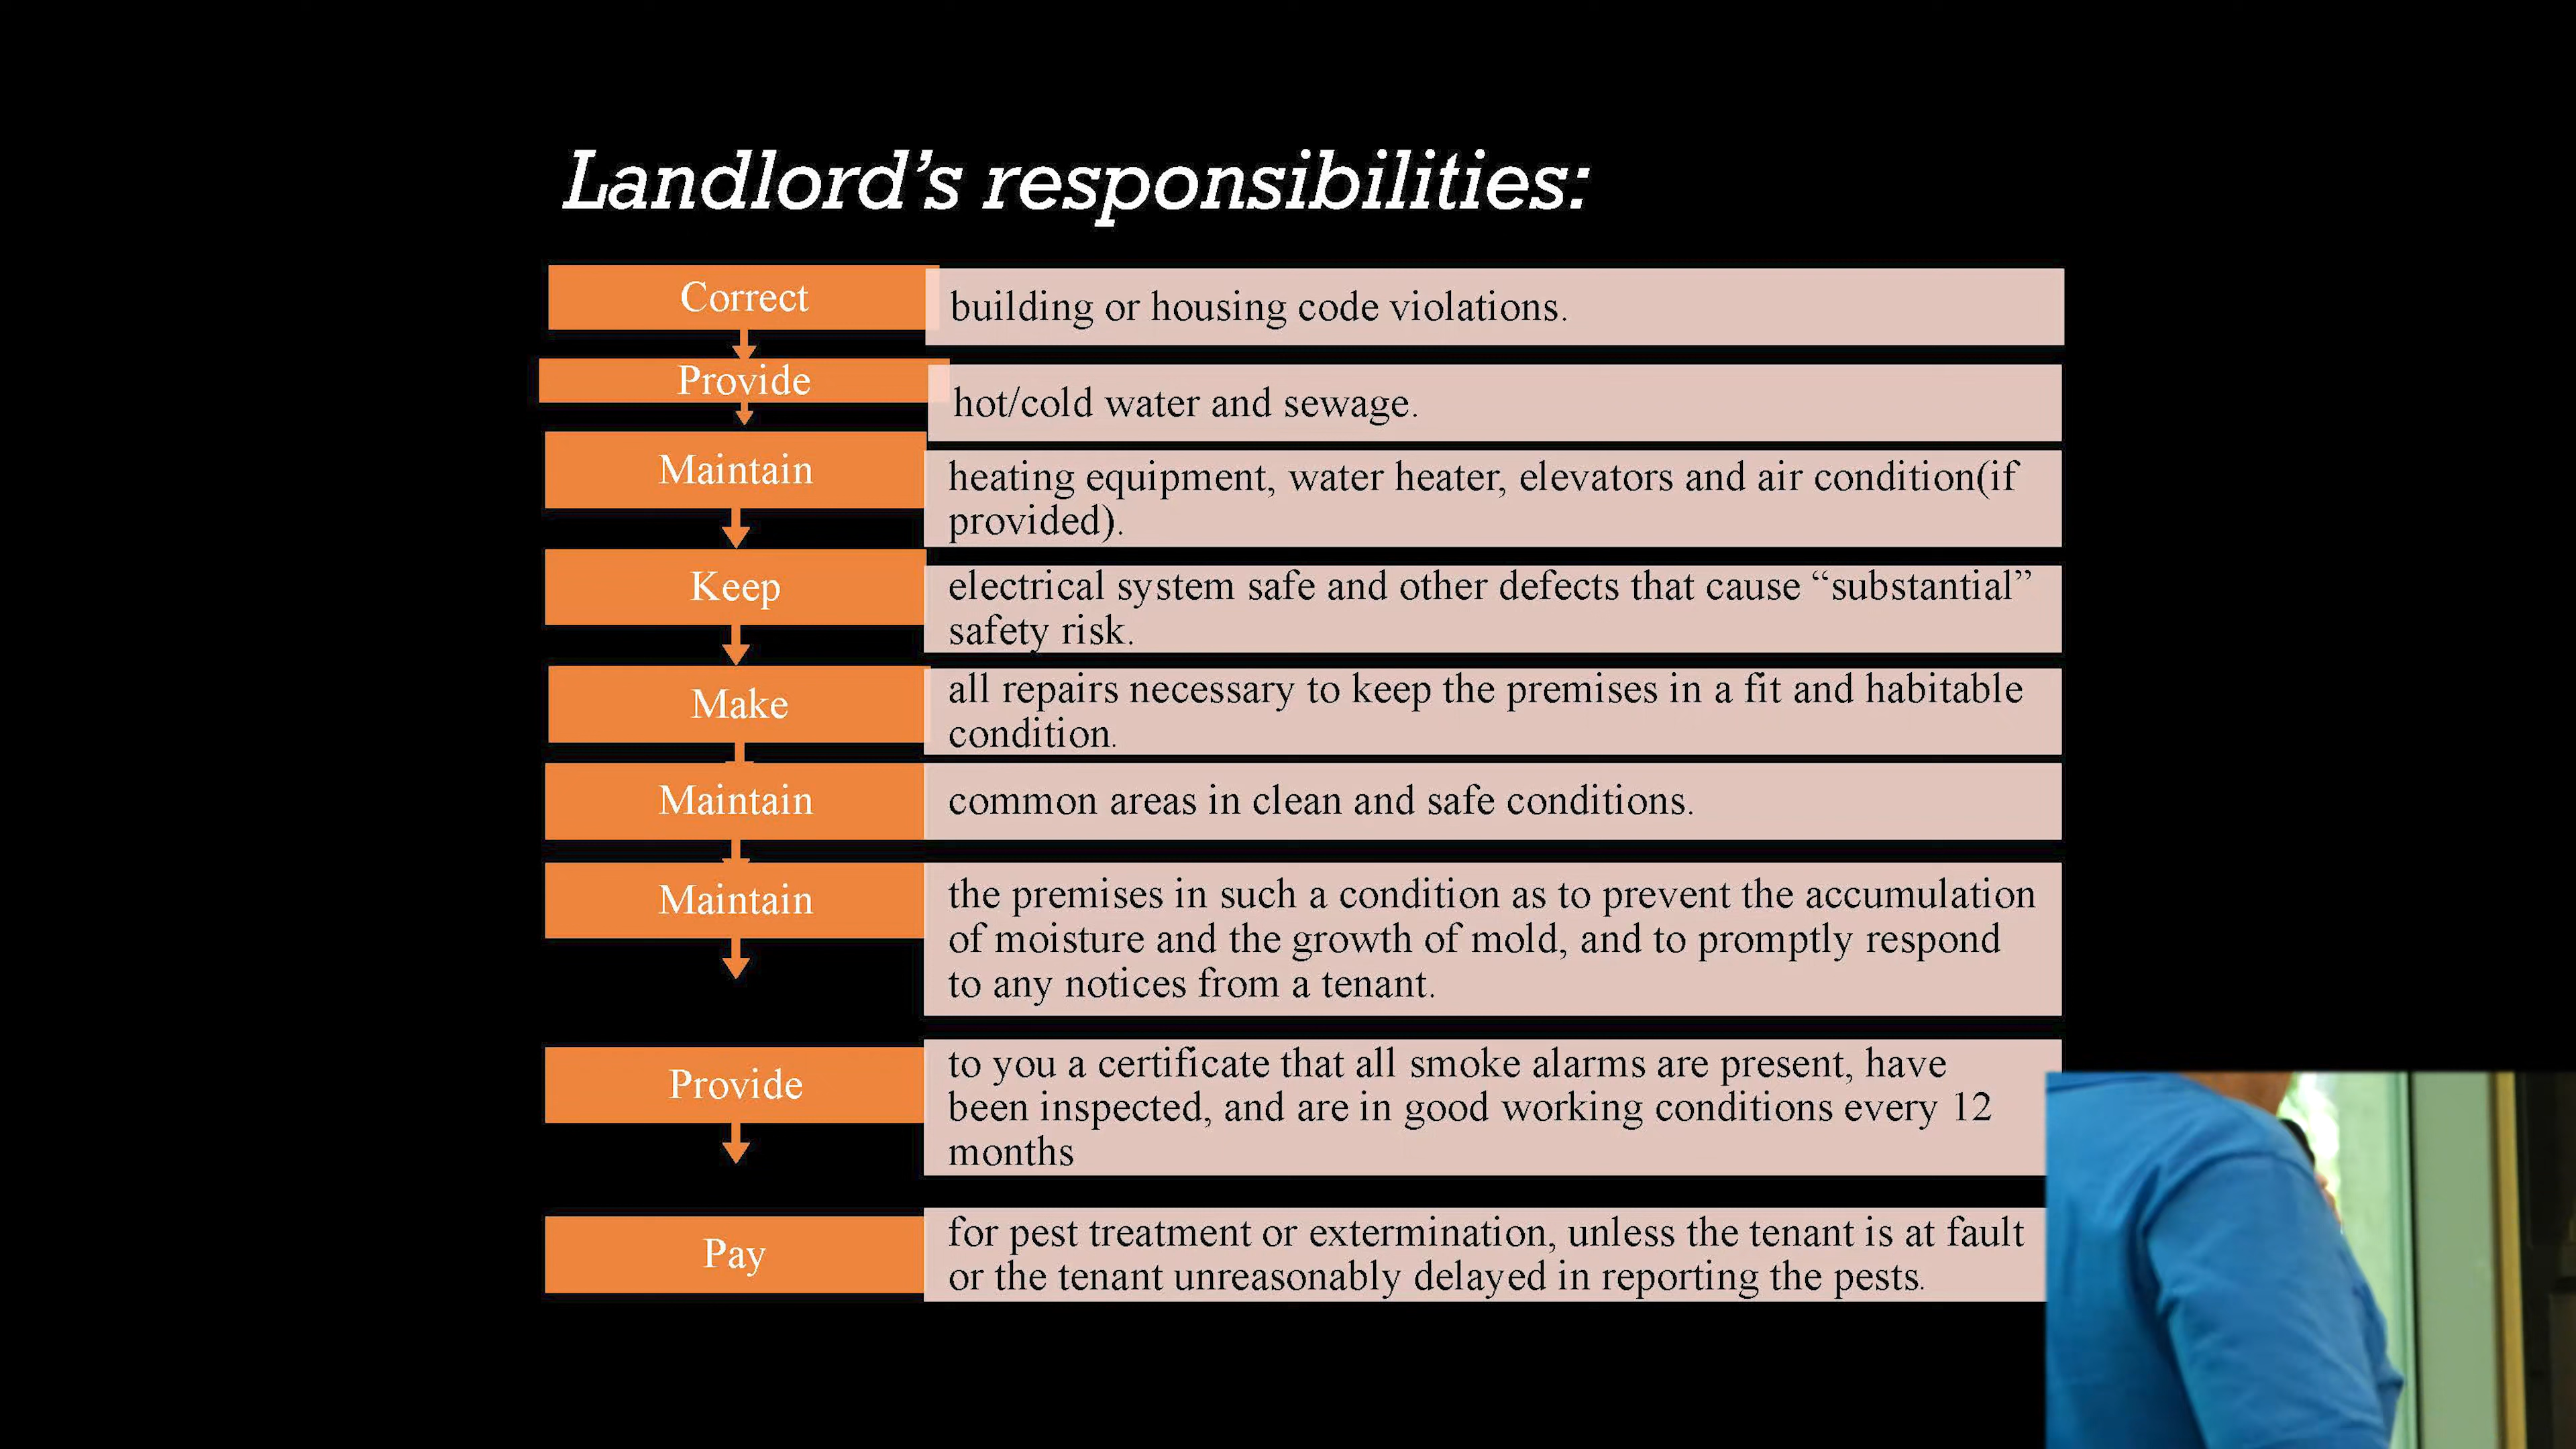 Landlord’s responsibilities:
Correct
building or housing code violations.
Provide
hot/cold water and sewage.
Maintain
heating equipment, water heater, elevators and air condition(if
provided).
Keep
electrical system safe and other defects that cause “substantial”
safety risk.
Make
all repairs necessary to keep the premises in a fit and habitable
condition.
Maintain
common areas in clean and safe conditions.
Maintain
the premises in such a condition as to prevent the accumulation
of moisture and the growth of mold, and to promptly respond
to any notices from a tenant.
Provide
to you a certificate that all smoke alarms are present, have
been inspected, and are in good working conditions every 12
months
Pay
for pest treatment or extermination, unless the tenant is at fault
or the tenant unreasonably delayed in reporting the pests.